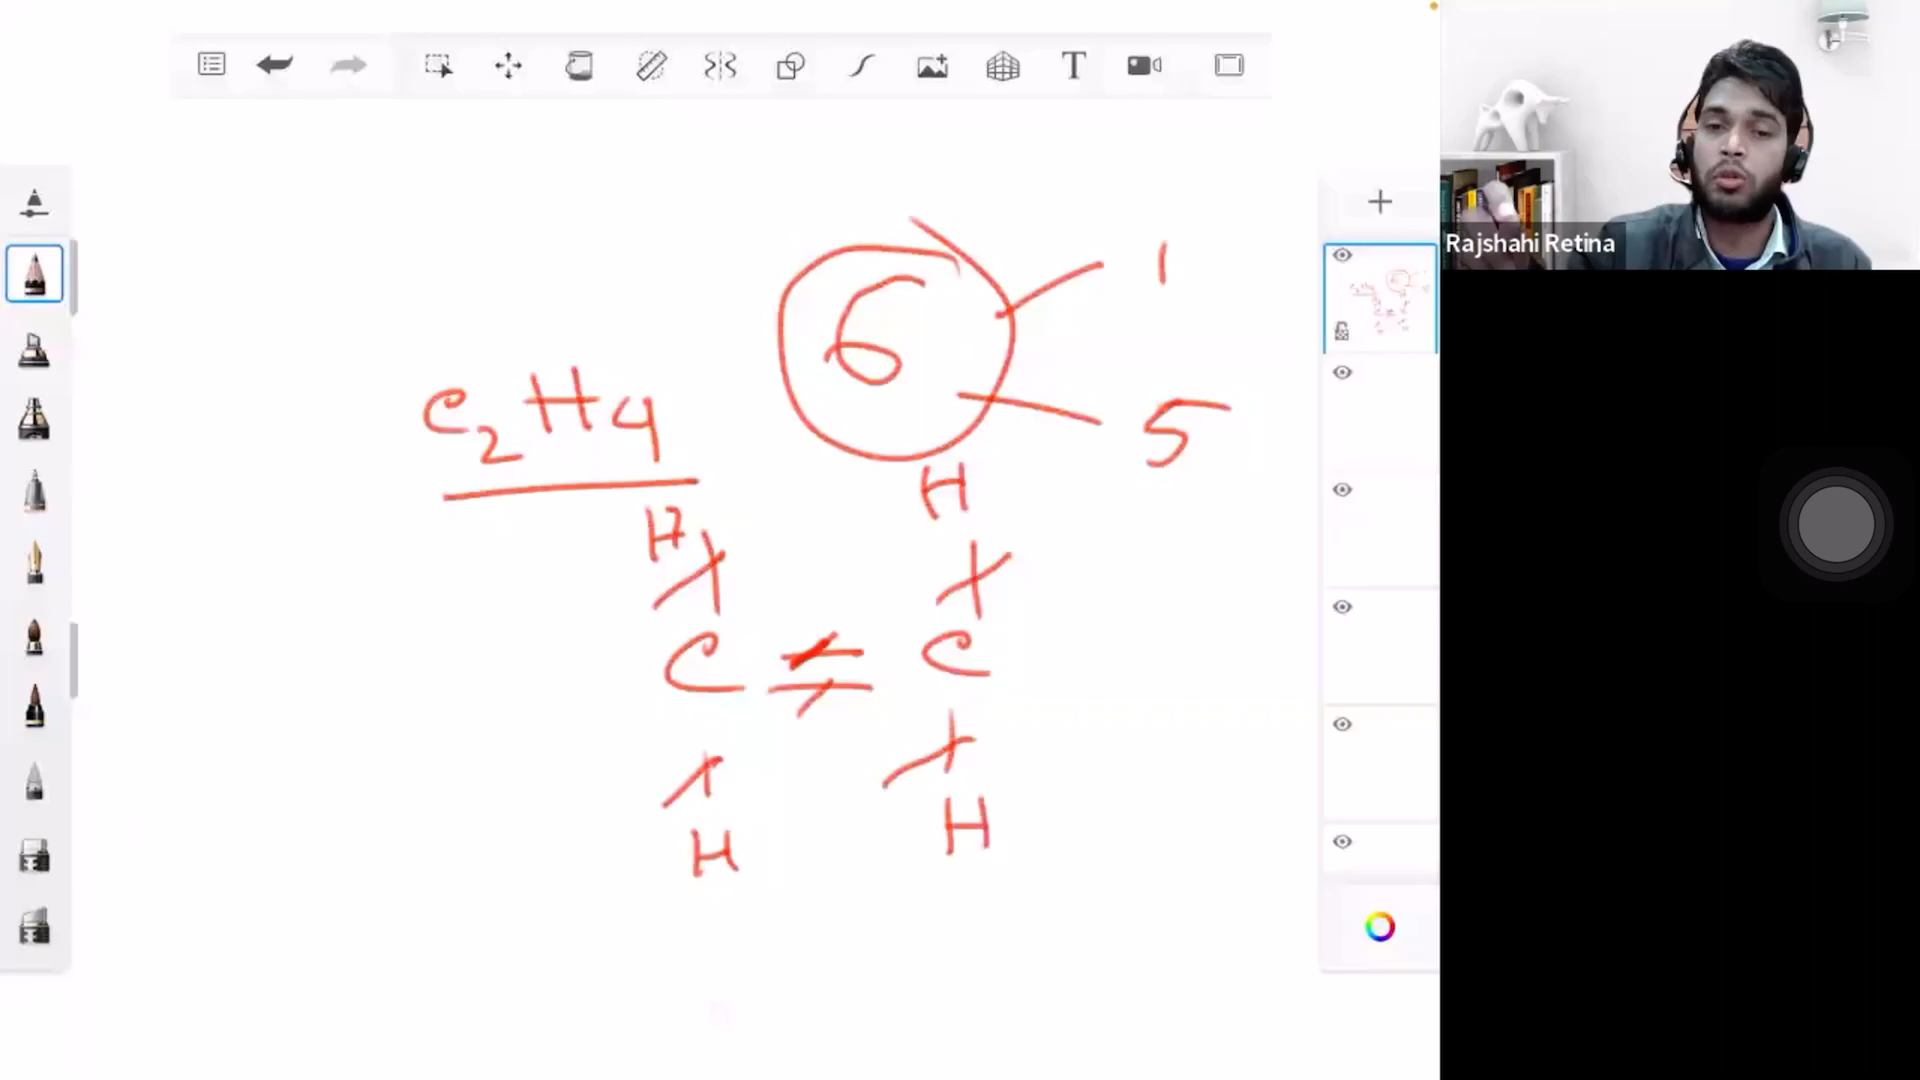 6 1
C2H4 5
H H
C = C
H H
Rajshahi Retina